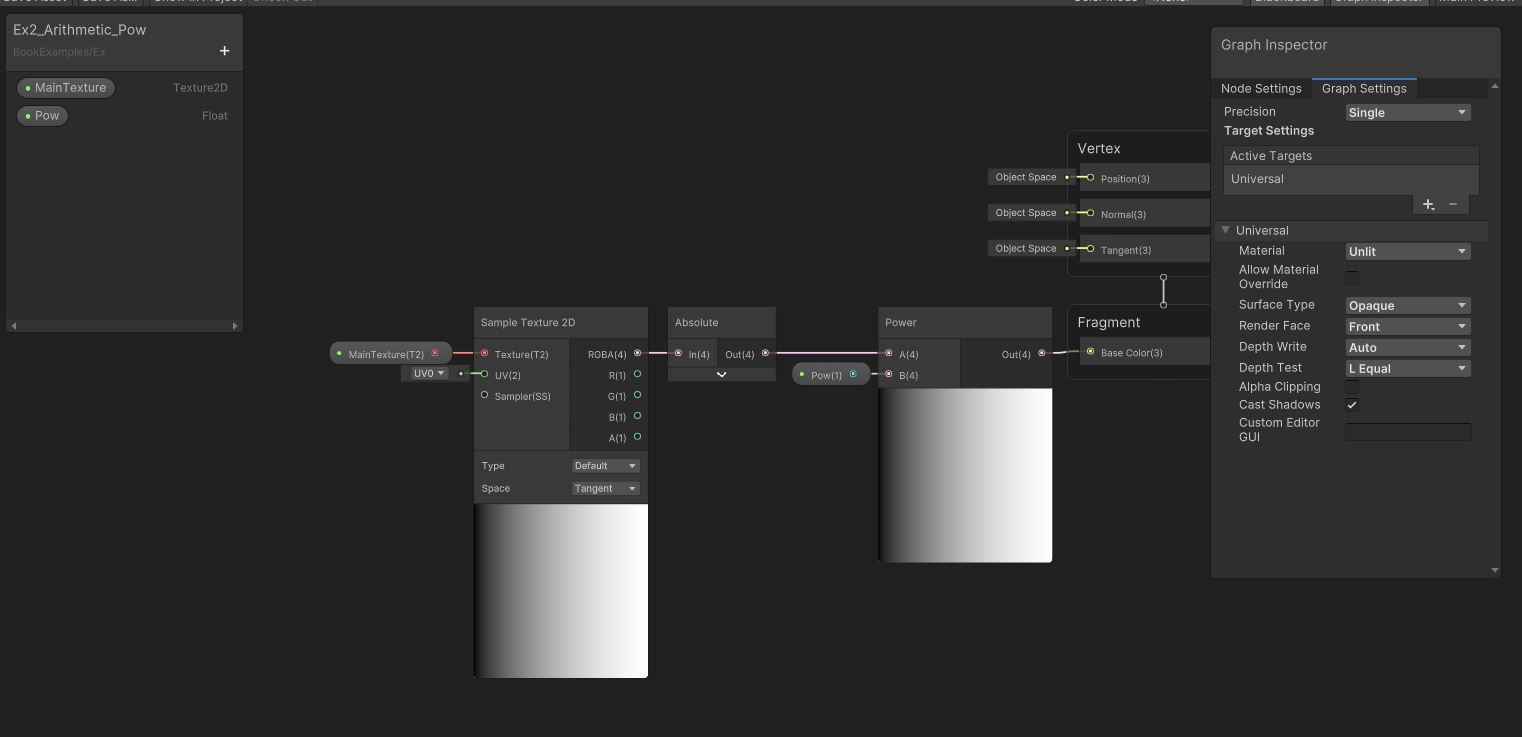 Ex2_Arithmetic_Pow
BookExamples/Ex
+
MainTexture Texture2D
Pow Float
Graph Inspector
Node Settings Graph Settings
Precision Single
Target Settings
Active Targets
Universal
+ −
Universal
Material Unlit
Allow Material
Override
Surface Type Opaque
Render Face Front
Depth Write Auto
Depth Test L Equal
Alpha Clipping
Cast Shadows
Custom Editor
GUI
Vertex
Object Space Position(3)
Object Space Normal(3)
Object Space Tangent(3)
Fragment
Base Color(3)
MainTexture(T2)
UV0
Sample Texture 2D
Texture(T2) RGBA(4)
UV(2) R(1)
Sampler(SS) G(1)
B(1)
A(1)
Type Default
Space Tangent
Absolute
In(4) Out(4)
Pow(1)
Power
A(4) Out(4)
B(4)